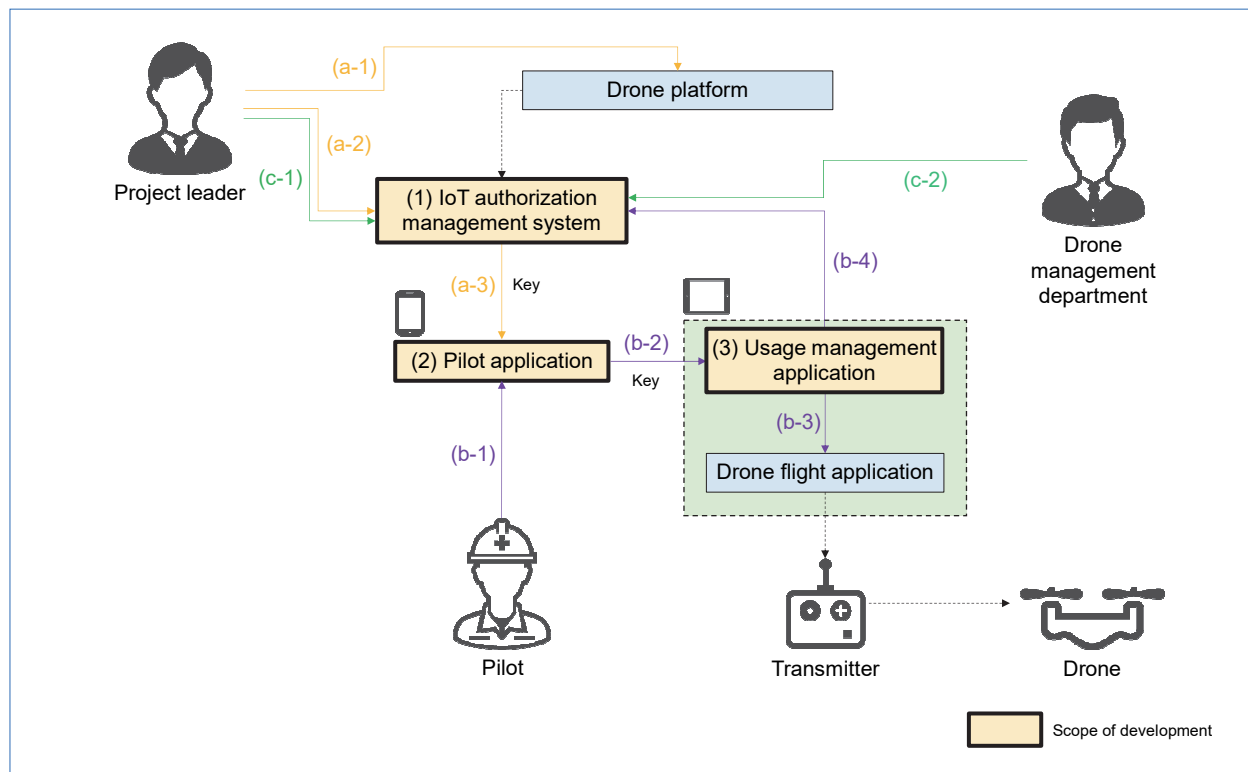 (a-1)
Drone platform
(a-2)
Project leader
(c-1)
(c-2)
(1) IoT authorization
management system
Drone
management
department
(b-4)
(a-3)
Key
(b-2)
(3) Usage management
application
(2) Pilot application
Key
(b-3)
(b-1)
Drone flight application
Pilot
Transmitter
Drone
Scope of development